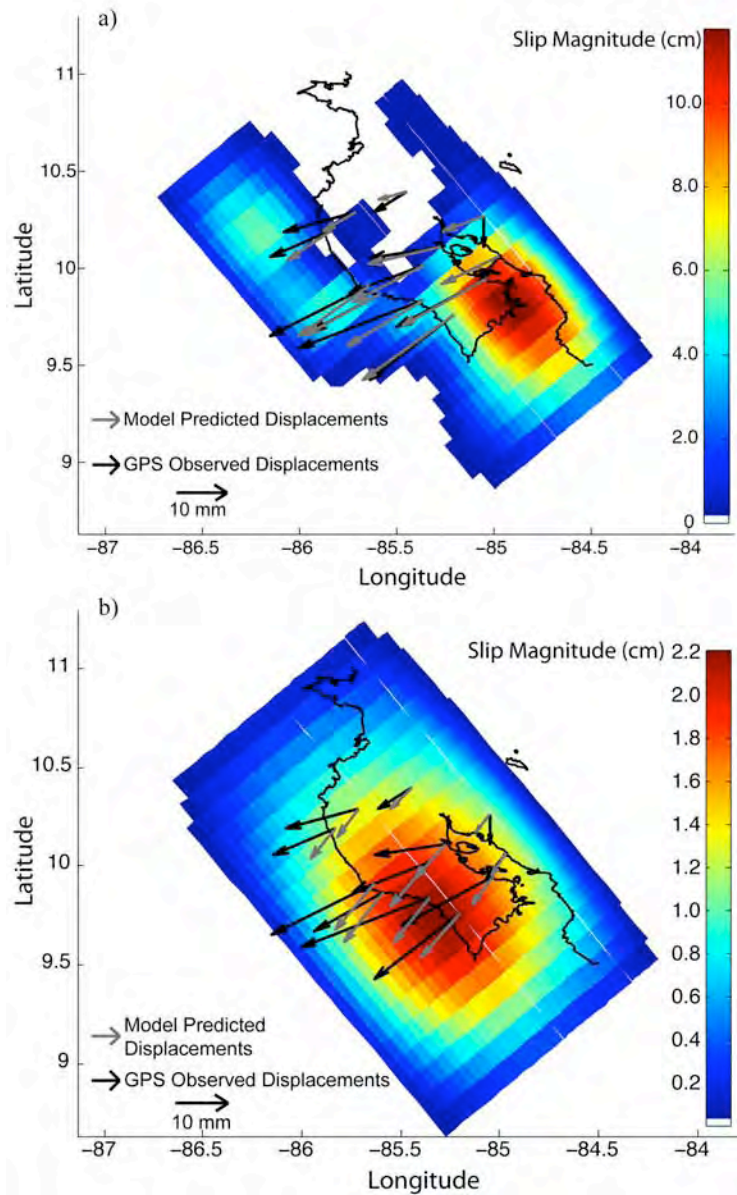 a)
Slip Magnitude (cm)
11
10.5
10
9.5
9
Latitude
10.0
8.0
6.0
4.0
2.0
0
Model Predicted Displacements
GPS Observed Displacements
10 mm
−87
−86.5
−86
−85.5
−85
−84.5
−84
Longitude
b)
Slip Magnitude (cm)
11
10.5
10
9.5
9
Latitude
2.2
2.0
1.8
1.6
1.4
1.2
1.0
0.8
0.6
0.4
0.2
Model Predicted
Displacements
GPS Observed Displacements
10 mm
−87
−86.5
−86
−85.5
−85
−84.5
−84
Longitude